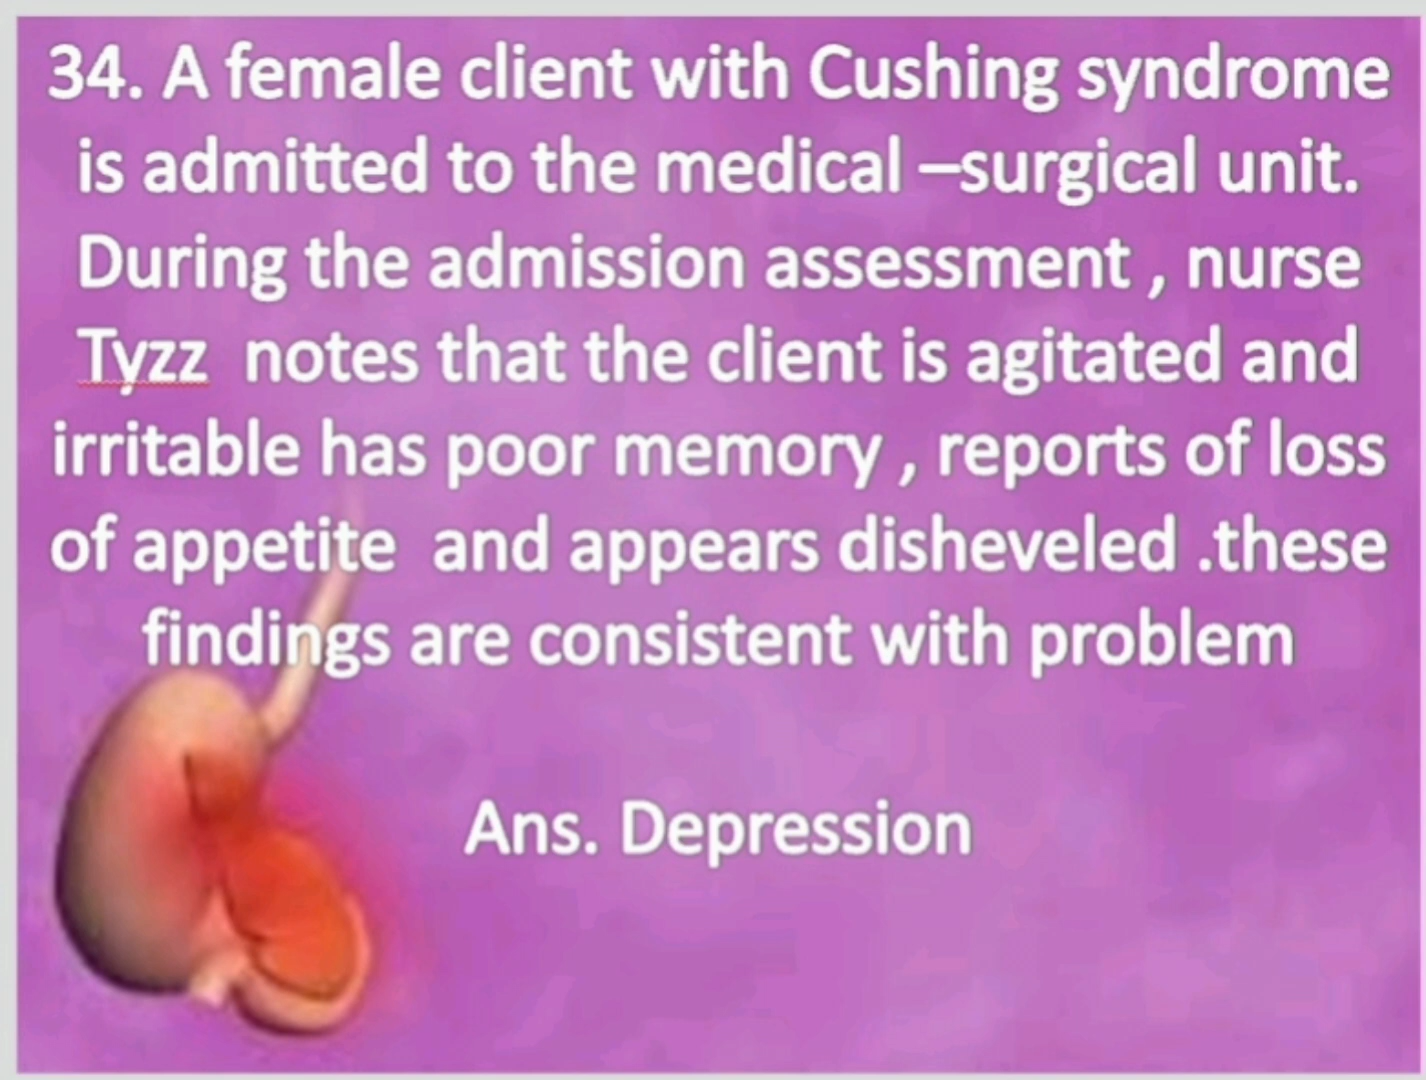 34. A female client with Cushing syndrome
is admitted to the medical –surgical unit.
During the admission assessment , nurse
Tyzz notes that the client is agitated and
irritable has poor memory , reports of loss
of appetite and appears disheveled .these
findings are consistent with problem
Ans. Depression